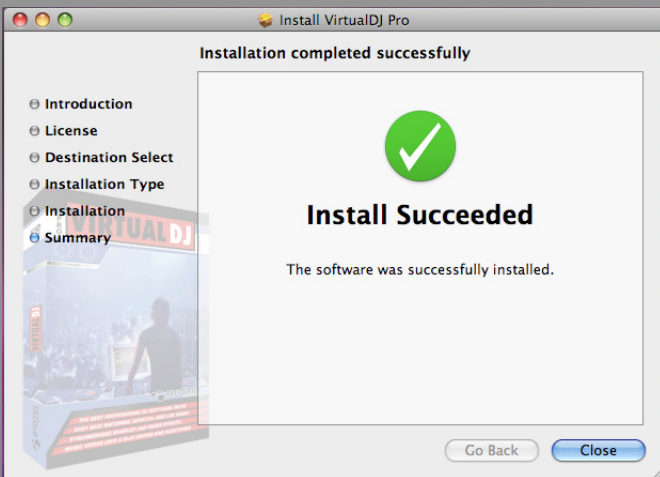 Install VirtualDJ Pro
Installation completed successfully
Introduction
License
Destination Select
Installation Type
Installation
Summary
VIRTUAL DJ
VIRTUALDJ
Install Succeeded
The software was successfully installed.
Go Back
Close